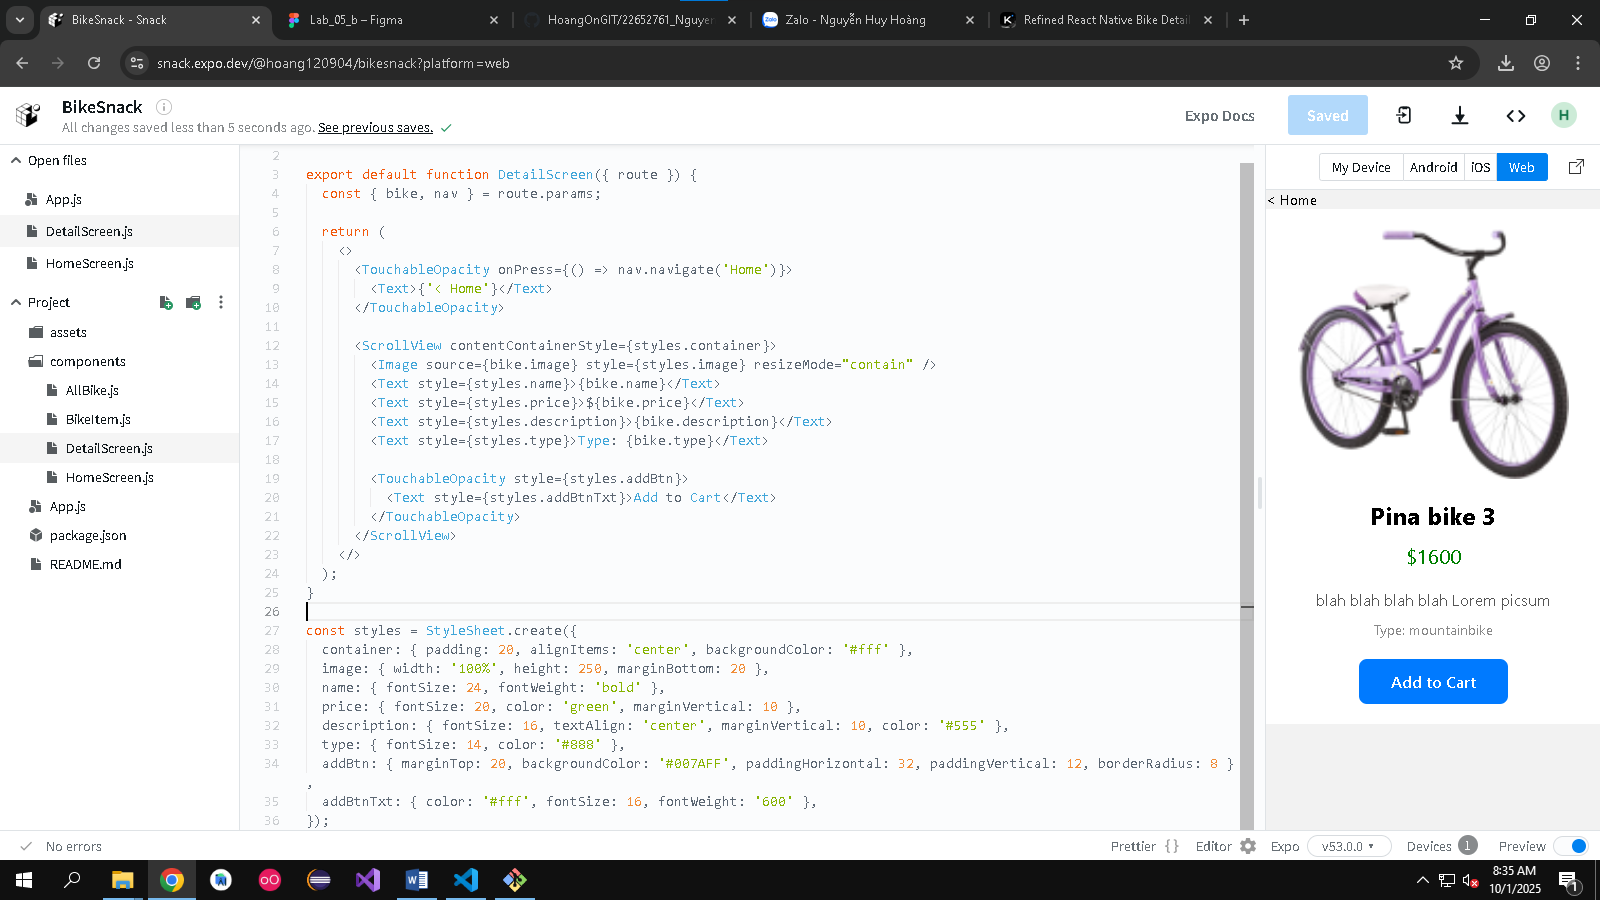 BikeSnack - Snack
Lab_05_b – Figma
HoangOnGIT/22652761_Nguyen
Zalo - Nguyễn Huy Hoàng
Refined React Native Bike Detail
snack.expo.dev/@hoang120904/bikesnack?platform=web
BikeSnack
All changes saved less than 5 seconds ago. See previous saves.
Expo Docs
Saved
H
Open files
App.js
DetailScreen.js
HomeScreen.js
Project
assets
components
AllBike.js
BikeItem.js
DetailScreen.js
HomeScreen.js
App.js
package.json
README.md
2
3 export default function DetailScreen({ route }) {
4 const { bike, nav } = route.params;
5
6 return (
7 <>
8 <TouchableOpacity onPress={() => nav.navigate('Home')}>
9 <Text>{'< Home'}</Text>
10 </TouchableOpacity>
11
12 <ScrollView contentContainerStyle={styles.container}>
13 <Image source={bike.image} style={styles.image} resizeMode="contain" />
14 <Text style={styles.name}>{bike.name}</Text>
15 <Text style={styles.price}>${bike.price}</Text>
16 <Text style={styles.description}>{bike.description}</Text>
17 <Text style={styles.type}>Type: {bike.type}</Text>
18
19 <TouchableOpacity style={styles.addBtn}>
20 <Text style={styles.addBtnTxt}>Add to Cart</Text>
21 </TouchableOpacity>
22 </ScrollView>
23 </>
24 );
25 }
26
27 const styles = StyleSheet.create({
28 container: { padding: 20, alignItems: 'center', backgroundColor: '#fff' },
29 image: { width: '100%', height: 250, marginBottom: 20 },
30 name: { fontSize: 24, fontWeight: 'bold' },
31 price: { fontSize: 20, color: 'green', marginVertical: 10 },
32 description: { fontSize: 16, textAlign: 'center', marginVertical: 10, color: '#555' },
33 type: { fontSize: 14, color: '#888' },
34 addBtn: { marginTop: 20, backgroundColor: '#007AFF', paddingHorizontal: 32, paddingVertical: 12, borderRadius: 8 }
,
35 addBtnTxt: { color: '#fff', fontSize: 16, fontWeight: '600' },
36 });
My Device
Android
iOS
Web
< Home
Pina bike 3
$1600
blah blah blah blah Lorem picsum
Type: mountainbike
Add to Cart
No errors
Prettier { }
Editor
Expo
v53.0.0
Devices 1
Preview
8:35 AM
10/1/2025
1